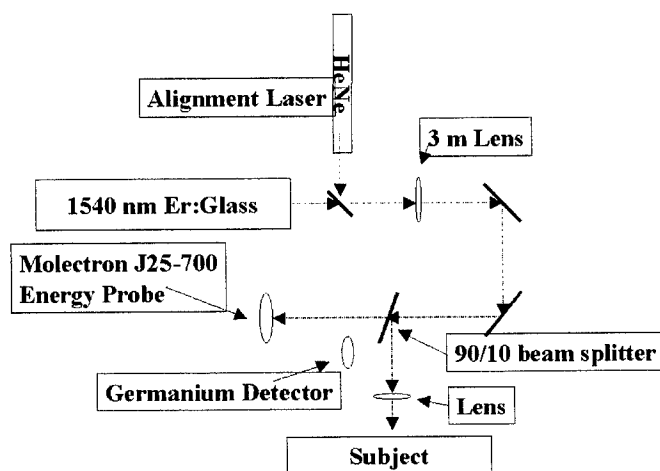 HeNe
Alignment Laser
3 m Lens
1540 nm Er:Glass
Molectron J25-700
Energy Probe
90/10 beam splitter
Germanium Detector
Lens
Subject